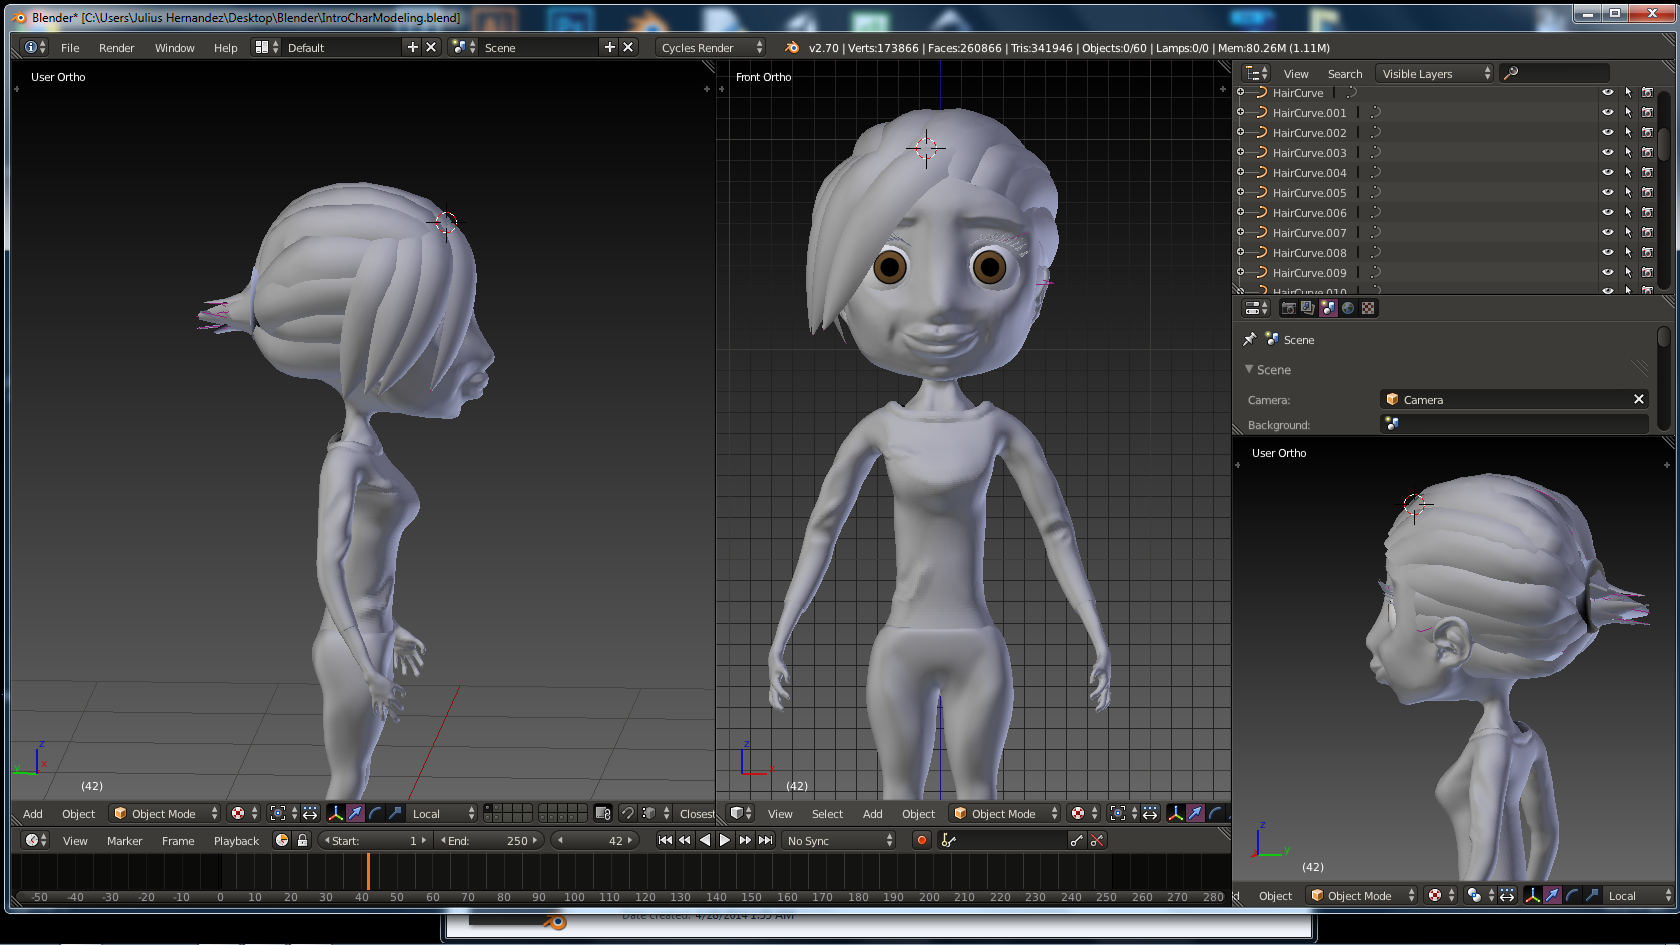 Blender* [C:\Users\Julius Hernandez\Desktop\Blender\IntroCharModeling.blend]
File Render Window Help Default Scene Cycles Render v2.70 | Verts:173866 | Faces:260866 | Tris:341946 | Objects:0/60 | Lamps:0/0 | Mem:80.26M (1.11M)
User Ortho
Front Ortho
View Search Visible Layers
HairCurve
HairCurve.001
HairCurve.002
HairCurve.003
HairCurve.004
HairCurve.005
HairCurve.006
HairCurve.007
HairCurve.008
HairCurve.009
HairCurve.010
Scene
Scene
Camera: Camera
Background:
User Ortho
z
y
x
(42)
z
x
(42)
z
y
x
(42)
Add Object Object Mode Local Closest
View Select Add Object Object Mode
View Marker Frame Playback Start: 1 End: 250 42 No Sync
-50 -40 -30 -20 -10 0 10 20 30 40 50 60 70 80 90 100 110 120 130 140 150 160 170 180 190 200 210 220 230 240 250 260 270 280
Object Object Mode Local
Date created: 4/28/2014 1:55 AM